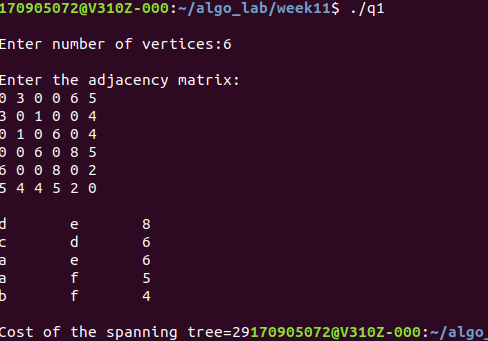 170905072@V310Z-000:~/algo_lab/week11$ ./q1
Enter number of vertices:6
Enter the adjacency matrix:
0 3 0 0 6 5
3 0 1 0 0 4
0 1 0 6 0 4
0 0 6 0 8 5
6 0 0 8 0 2
5 4 4 5 2 0
d e 8
c d 6
a e 6
a f 5
b f 4
Cost of the spanning tree=29170905072@V310Z-000:~/algo